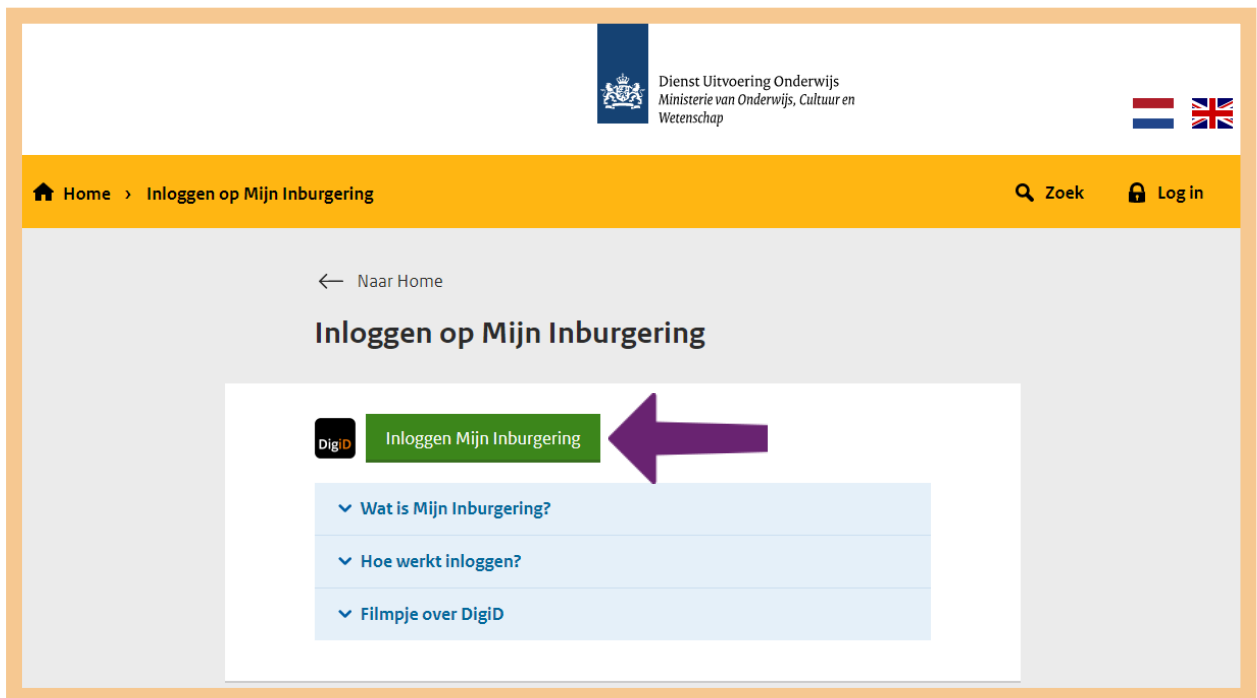 Dienst Uitvoering Onderwijs
Ministerie van Onderwijs, Cultuur en
Wetenschap
Home › Inloggen op Mijn Inburgering
Zoek
Log in
← Naar Home
Inloggen op Mijn Inburgering
DigiD
Inloggen Mijn Inburgering
Wat is Mijn Inburgering?
Hoe werkt inloggen?
Filmpje over DigiD